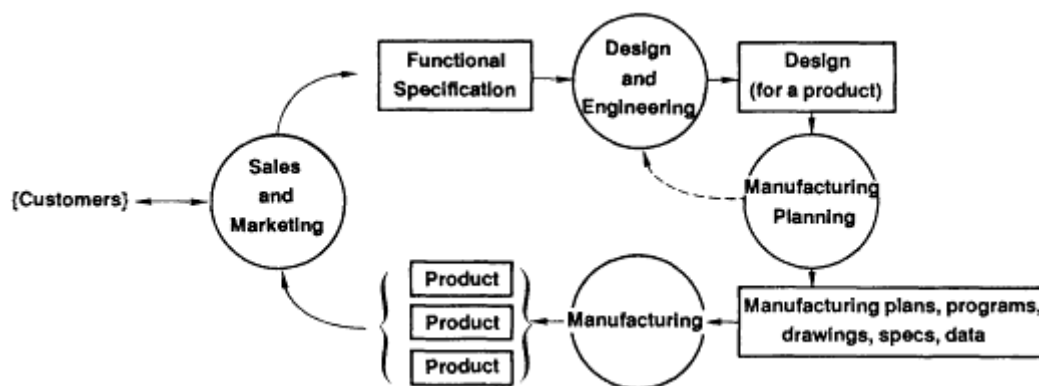 Functional
Specification
Design
and
Engineering
Design
(for a product)
Sales
and
Marketing
{Customers}
Manufacturing
Planning
Product
Product
Product
Manufacturing
Manufacturing plans, programs,
drawings, specs, data